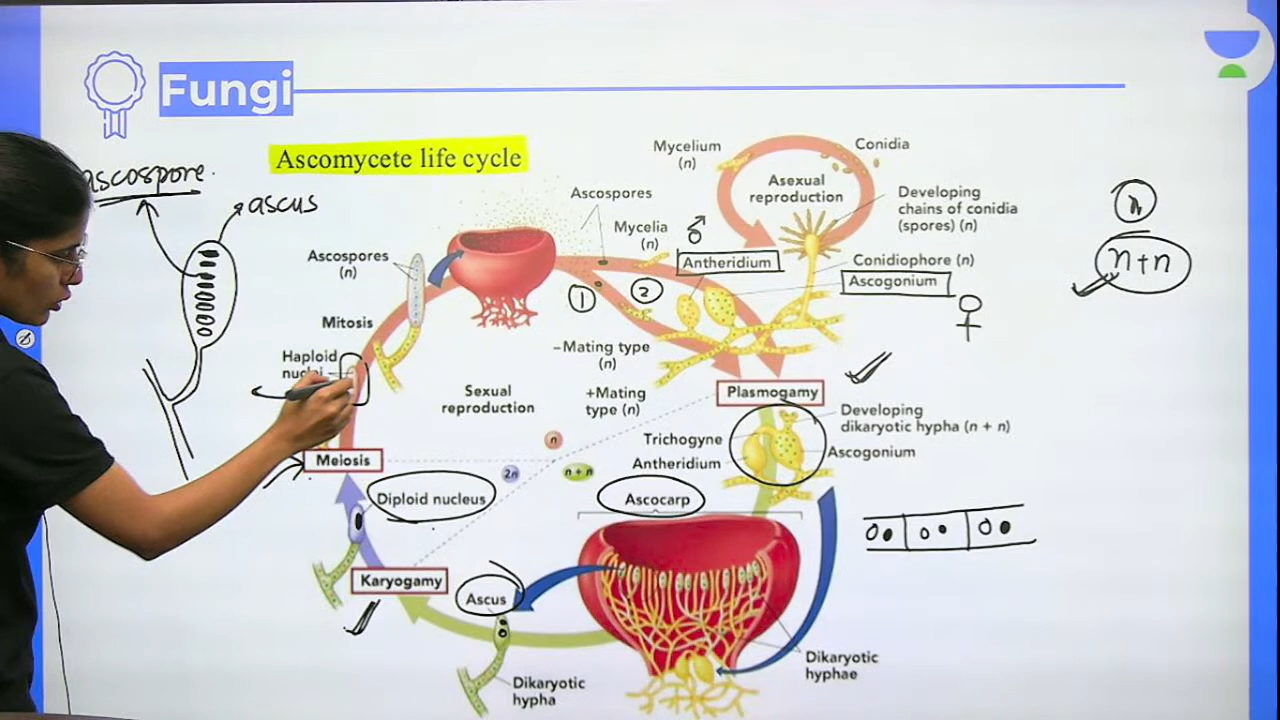 Fungi
Ascomycete life cycle
ascospore.
ascus
Ascospores
(n)
Mitosis
Haploid
nuclei
Meiosis
Diploid nucleus
Karyogamy
Ascus
Dikaryotic
hypha
Ascospores
Mycelia
(n)
♂
Antheridium
1
2
Mycelium
(n)
Conidia
Asexual
reproduction
Developing
chains of conidia
(spores) (n)
Conidiophore (n)
Ascogonium
♀
n
n+n
−Mating type
(n)
+Mating
type (n)
Sexual
reproduction
Plasmogamy
Developing
dikaryotic hypha (n + n)
Trichogyne
Antheridium
Ascogonium
n
2n
n + n
Ascocarp
Dikaryotic
hyphae